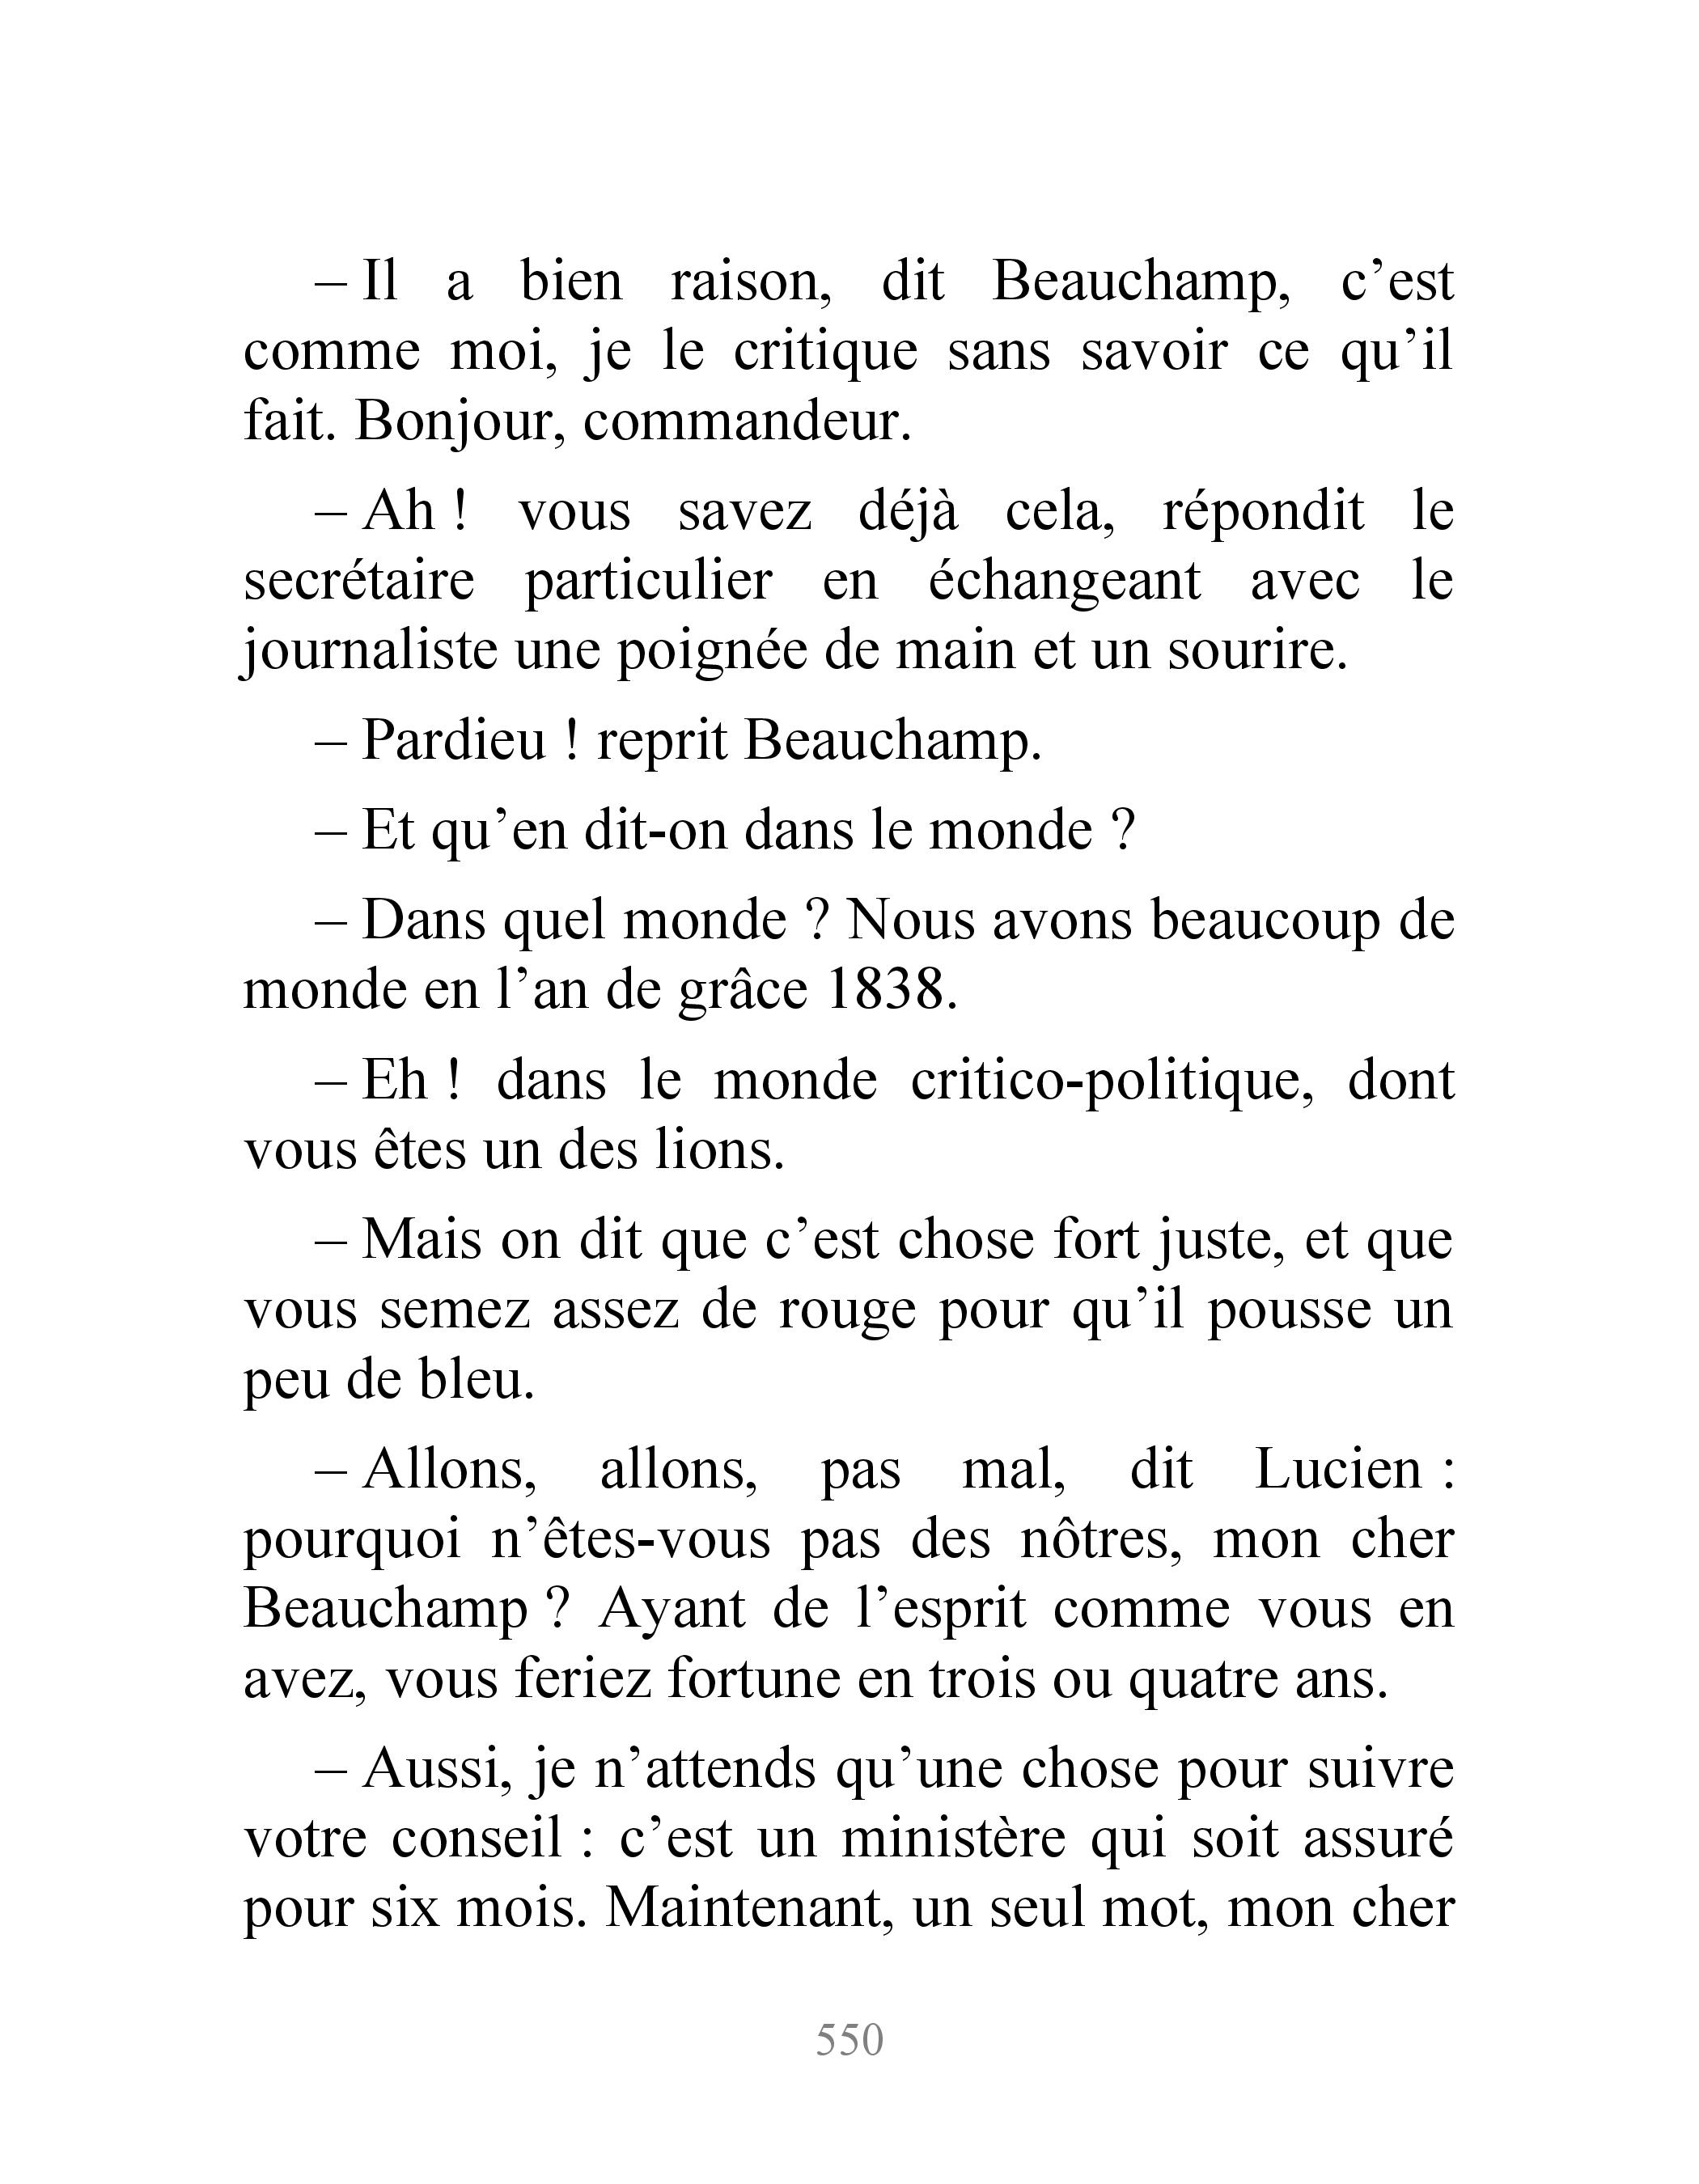 – Il a bien raison, dit Beauchamp, c’est
comme moi, je le critique sans savoir ce qu’il
fait. Bonjour, commandeur.
– Ah ! vous savez déjà cela, répondit le
secrétaire particulier en échangeant avec le
journaliste une poignée de main et un sourire.
– Pardieu ! reprit Beauchamp.
– Et qu’en dit-on dans le monde ?
– Dans quel monde ? Nous avons beaucoup de
monde en l’an de grâce 1838.
– Eh ! dans le monde critico-politique, dont
vous êtes un des lions.
– Mais on dit que c’est chose fort juste, et que
vous semez assez de rouge pour qu’il pousse un
peu de bleu.
– Allons, allons, pas mal, dit Lucien :
pourquoi n’êtes-vous pas des nôtres, mon cher
Beauchamp ? Ayant de l’esprit comme vous en
avez, vous feriez fortune en trois ou quatre ans.
– Aussi, je n’attends qu’une chose pour suivre
votre conseil : c’est un ministère qui soit assuré
pour six mois. Maintenant, un seul mot, mon cher
550